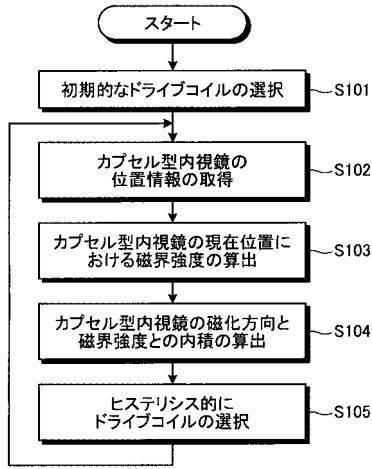 スタート
初期的なドライブコイルの選択
S101
カプセル型内視鏡の
位置情報の取得
S102
カプセル型内視鏡の現在位置に
おける磁界強度の算出
S103
カプセル型内視鏡の磁化方向と
磁界強度との内積の算出
S104
ヒステリシス的に
ドライブコイルの選択
S105